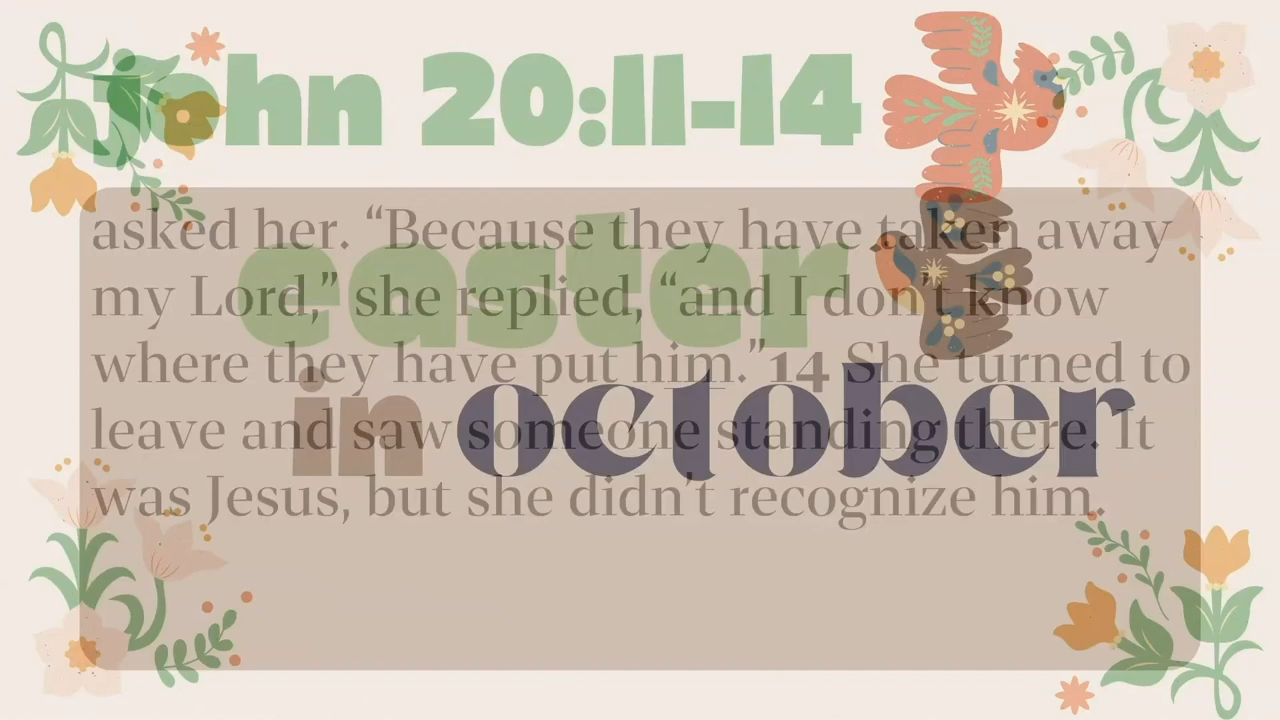 John 20:11-14
asked her. “Because they have taken away
my Lord,” she replied, “and I don’t know
where they have put him.”14 She turned to
leave and saw someone standing there. It
was Jesus, but she didn’t recognize him.
easter
in october